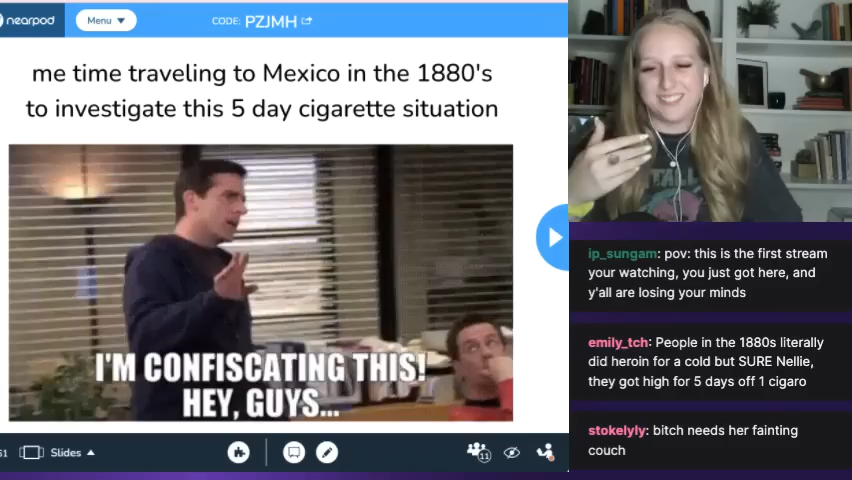 nearpod
Menu
CODE: PZJMH
me time traveling to Mexico in the 1880's
to investigate this 5 day cigarette situation
I'M CONFISCATING THIS!
HEY, GUYS...
ip_sungam: pov: this is the first stream
your watching, you just got here, and
y'all are losing your minds
emily_tch: People in the 1880s literally
did heroin for a cold but SURE Nellie,
they got high for 5 days off 1 cigaro
stokelyly: bitch needs her fainting
couch
Slides
11